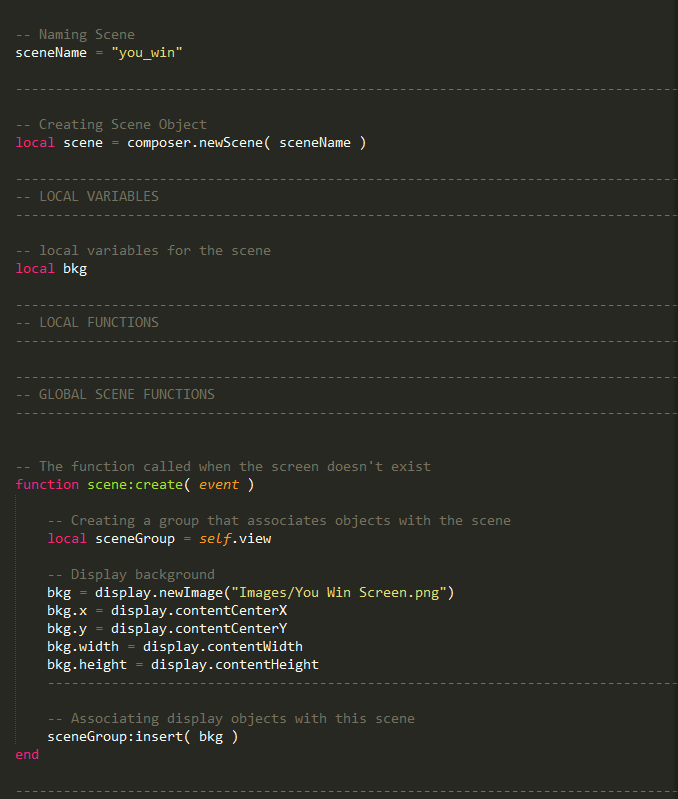 -- Naming Scene
sceneName = "you_win"
-----------------------------------------------------------------------------------
-- Creating Scene Object
local scene = composer.newScene( sceneName )
-----------------------------------------------------------------------------------
-- LOCAL VARIABLES
-----------------------------------------------------------------------------------
-- local variables for the scene
local bkg
-----------------------------------------------------------------------------------
-- LOCAL FUNCTIONS
-----------------------------------------------------------------------------------
-----------------------------------------------------------------------------------
-- GLOBAL SCENE FUNCTIONS
-----------------------------------------------------------------------------------
-- The function called when the screen doesn't exist
function scene:create( event )
    -- Creating a group that associates objects with the scene
    local sceneGroup = self.view
    -- Display background
    bkg = display.newImage("Images/You Win Screen.png")
    bkg.x = display.contentCenterX
    bkg.y = display.contentCenterY
    bkg.width = display.contentWidth
    bkg.height = display.contentHeight
    -------------------------------------------------------------------------------
    -- Associating display objects with this scene
    sceneGroup:insert( bkg )
end
-----------------------------------------------------------------------------------